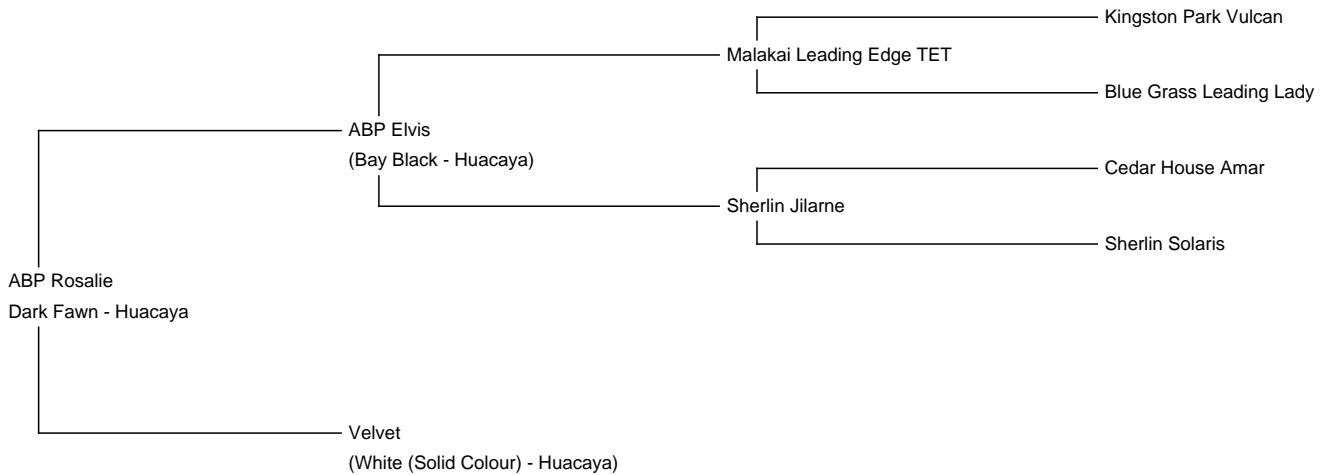 Kingston Park Vulcan
Malakai Leading Edge TET
Blue Grass Leading Lady
ABP Elvis
(Bay Black - Huacaya)
Cedar House Amar
Sherlin Jilarne
Sherlin Solaris
ABP Rosalie
Dark Fawn - Huacaya
Velvet
(White (Solid Colour) - Huacaya)